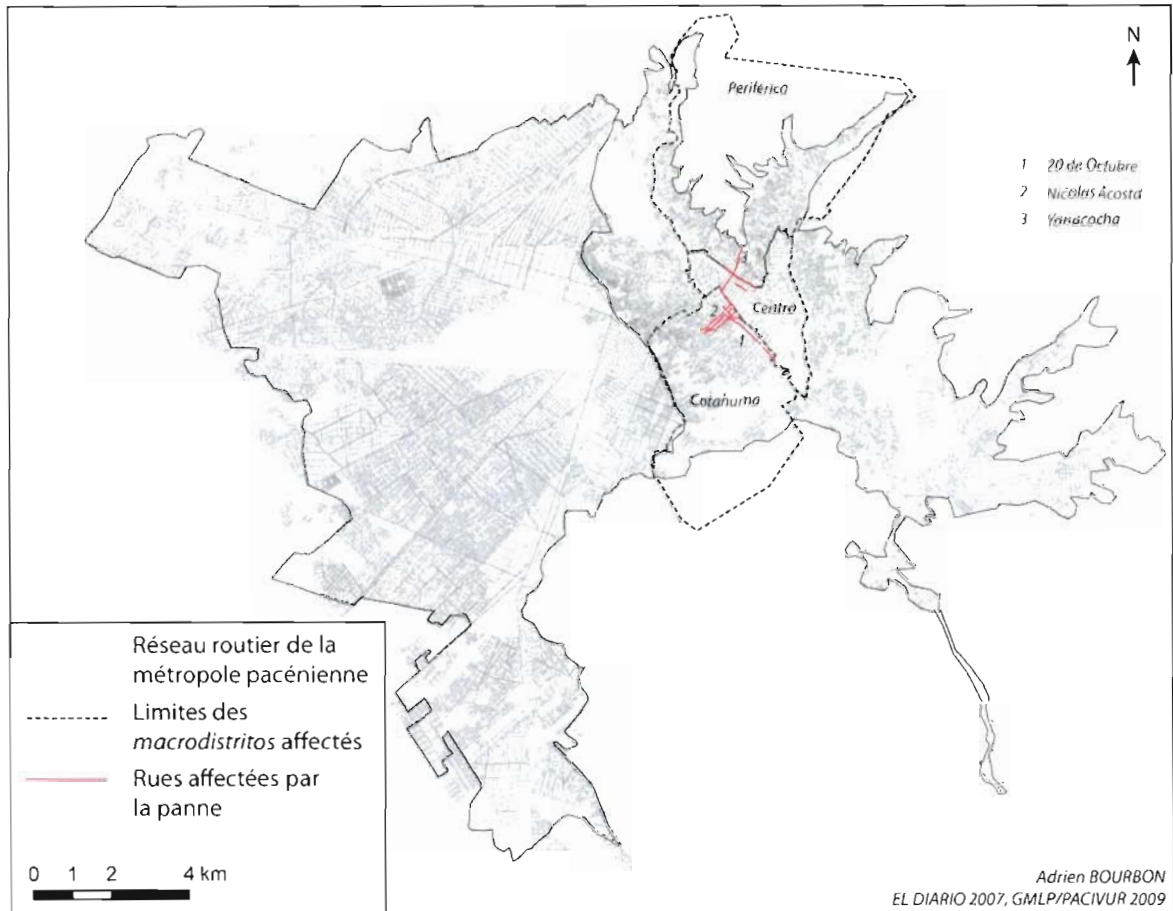 N
Periférica
1 20 de Octubre
2 Nicolas Acosta
3 Yanacocha
3
Centro
2
1
Cotahuma
Réseau routier de la
métropole pacénienne
Limites des
macrodistritos affectés
Rues affectées par
la panne
0 1 2 4 km
Adrien BOURBON
EL DIARIO 2007, GMLP/PACIVUR 2009